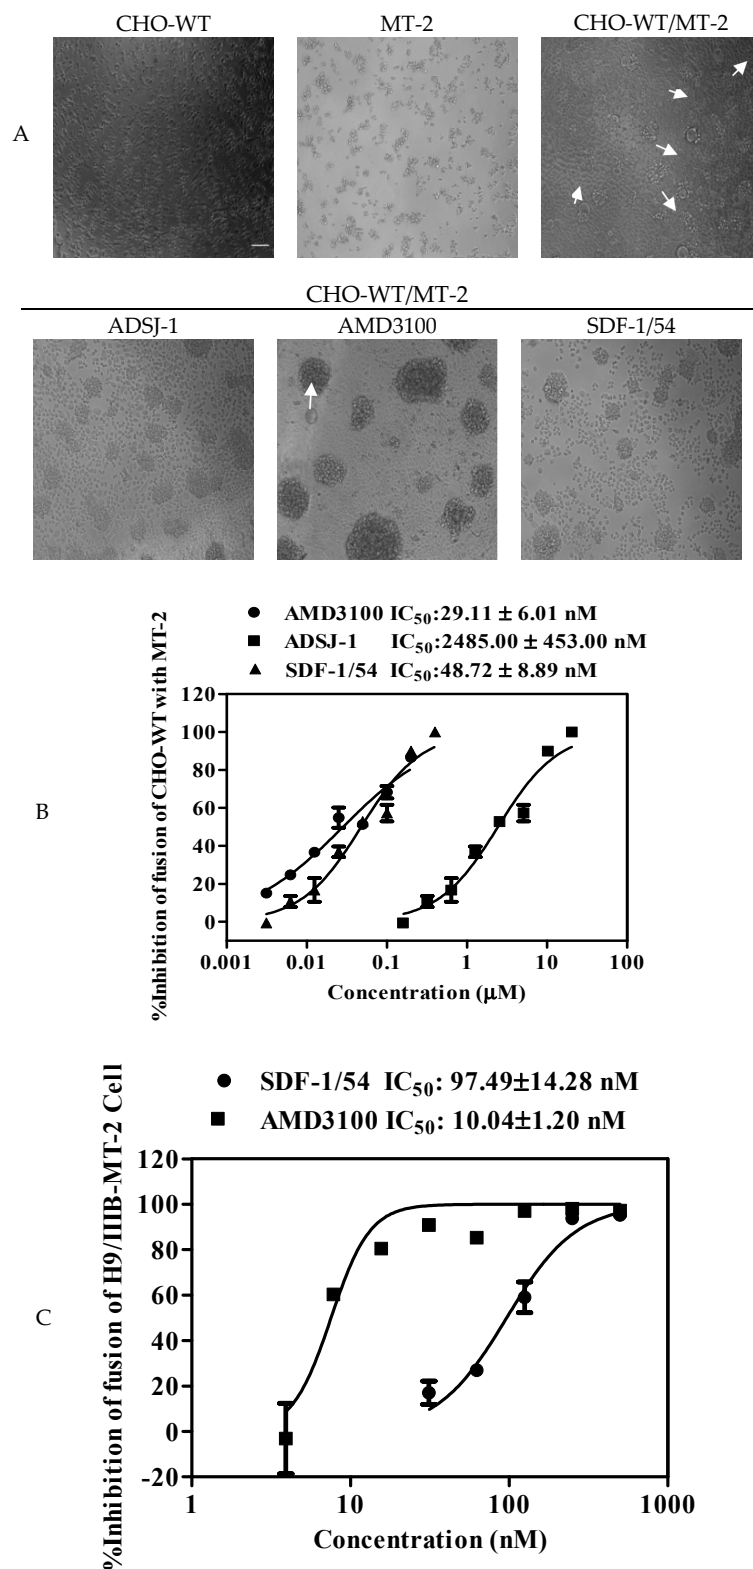 CHO-WT MT-2 CHO-WT/MT-2
A
CHO-WT/MT-2
ADSJ-1 AMD3100 SDF-1/54
B
AMD3100 IC50:29.11 ± 6.01 nM
ADSJ-1 IC50:2485.00 ± 453.00 nM
SDF-1/54 IC50:48.72 ± 8.89 nM
%Inhibition of fusion of CHO-WT with MT-2
120
100
80
60
40
20
0
0.001 0.01 0.1 1 10 100
Concentration (µM)
C
SDF-1/54 IC50: 97.49±14.28 nM
AMD3100 IC50: 10.04±1.20 nM
%Inhibition of fusion of H9/IIIB-MT-2 Cell
120
100
80
60
40
20
0
-20
1 10 100 1000
Concentration (nM)